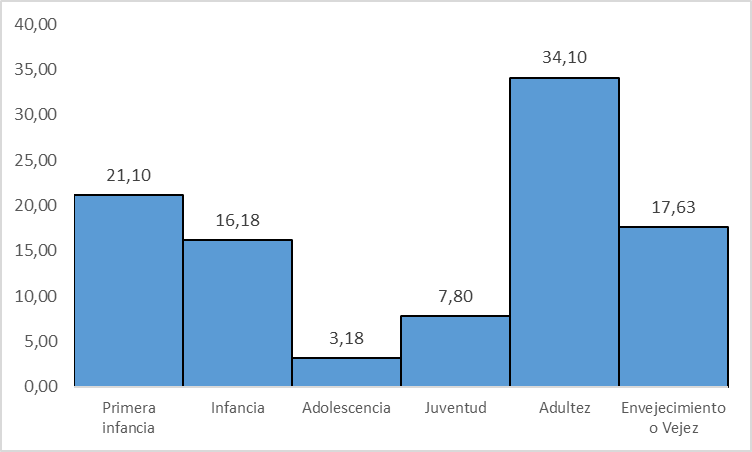 40,00
35,00
30,00
25,00
20,00
15,00
10,00
5,00
0,00
21,10
16,18
3,18
7,80
34,10
17,63
Primera
infancia
Infancia
Adolescencia
Juventud
Adultez
Envejecimiento
o Vejez